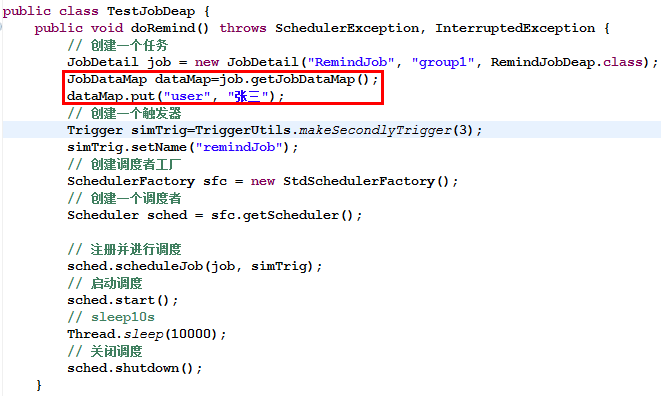 public class TestJobDeap {
    public void doRemind() throws SchedulerException, InterruptedException {
        // 创建一个任务
        JobDetail job = new JobDetail("RemindJob", "group1", RemindJobDeap.class);
        JobDataMap dataMap=job.getJobDataMap();
        dataMap.put("user", "张三");
        // 创建一个触发器
        Trigger simTrig=TriggerUtils.makeSecondlyTrigger(3);
        simTrig.setName("remindJob");
        // 创建调度者工厂
        SchedulerFactory sfc = new StdSchedulerFactory();
        // 创建一个调度者
        Scheduler sched = sfc.getScheduler();

        // 注册并进行调度
        sched.scheduleJob(job, simTrig);
        // 启动调度
        sched.start();
        // sleep10s
        Thread.sleep(10000);
        // 关闭调度
        sched.shutdown();
    }